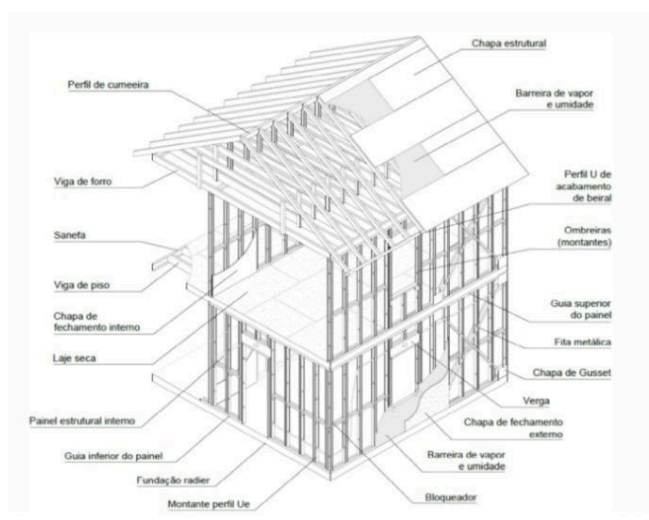 Chapa estrutural
Perfil de cumeeira
Barreira de vapor
e umidade
Viga de forro
Perfil U de
acabamento
de beiral
Sanefa
Ombreiras
(montantes)
Viga de piso
Guia superior
do painel
Chapa de
fechamento interno
Fita metálica
Laje seca
Chapa de Gusset
Verga
Painel estrutural interno
Chapa de fechamento
externo
Guia inferior do painel
Barreira de vapor
e umidade
Fundação radier
Bloqueador
Montante perfil Ue